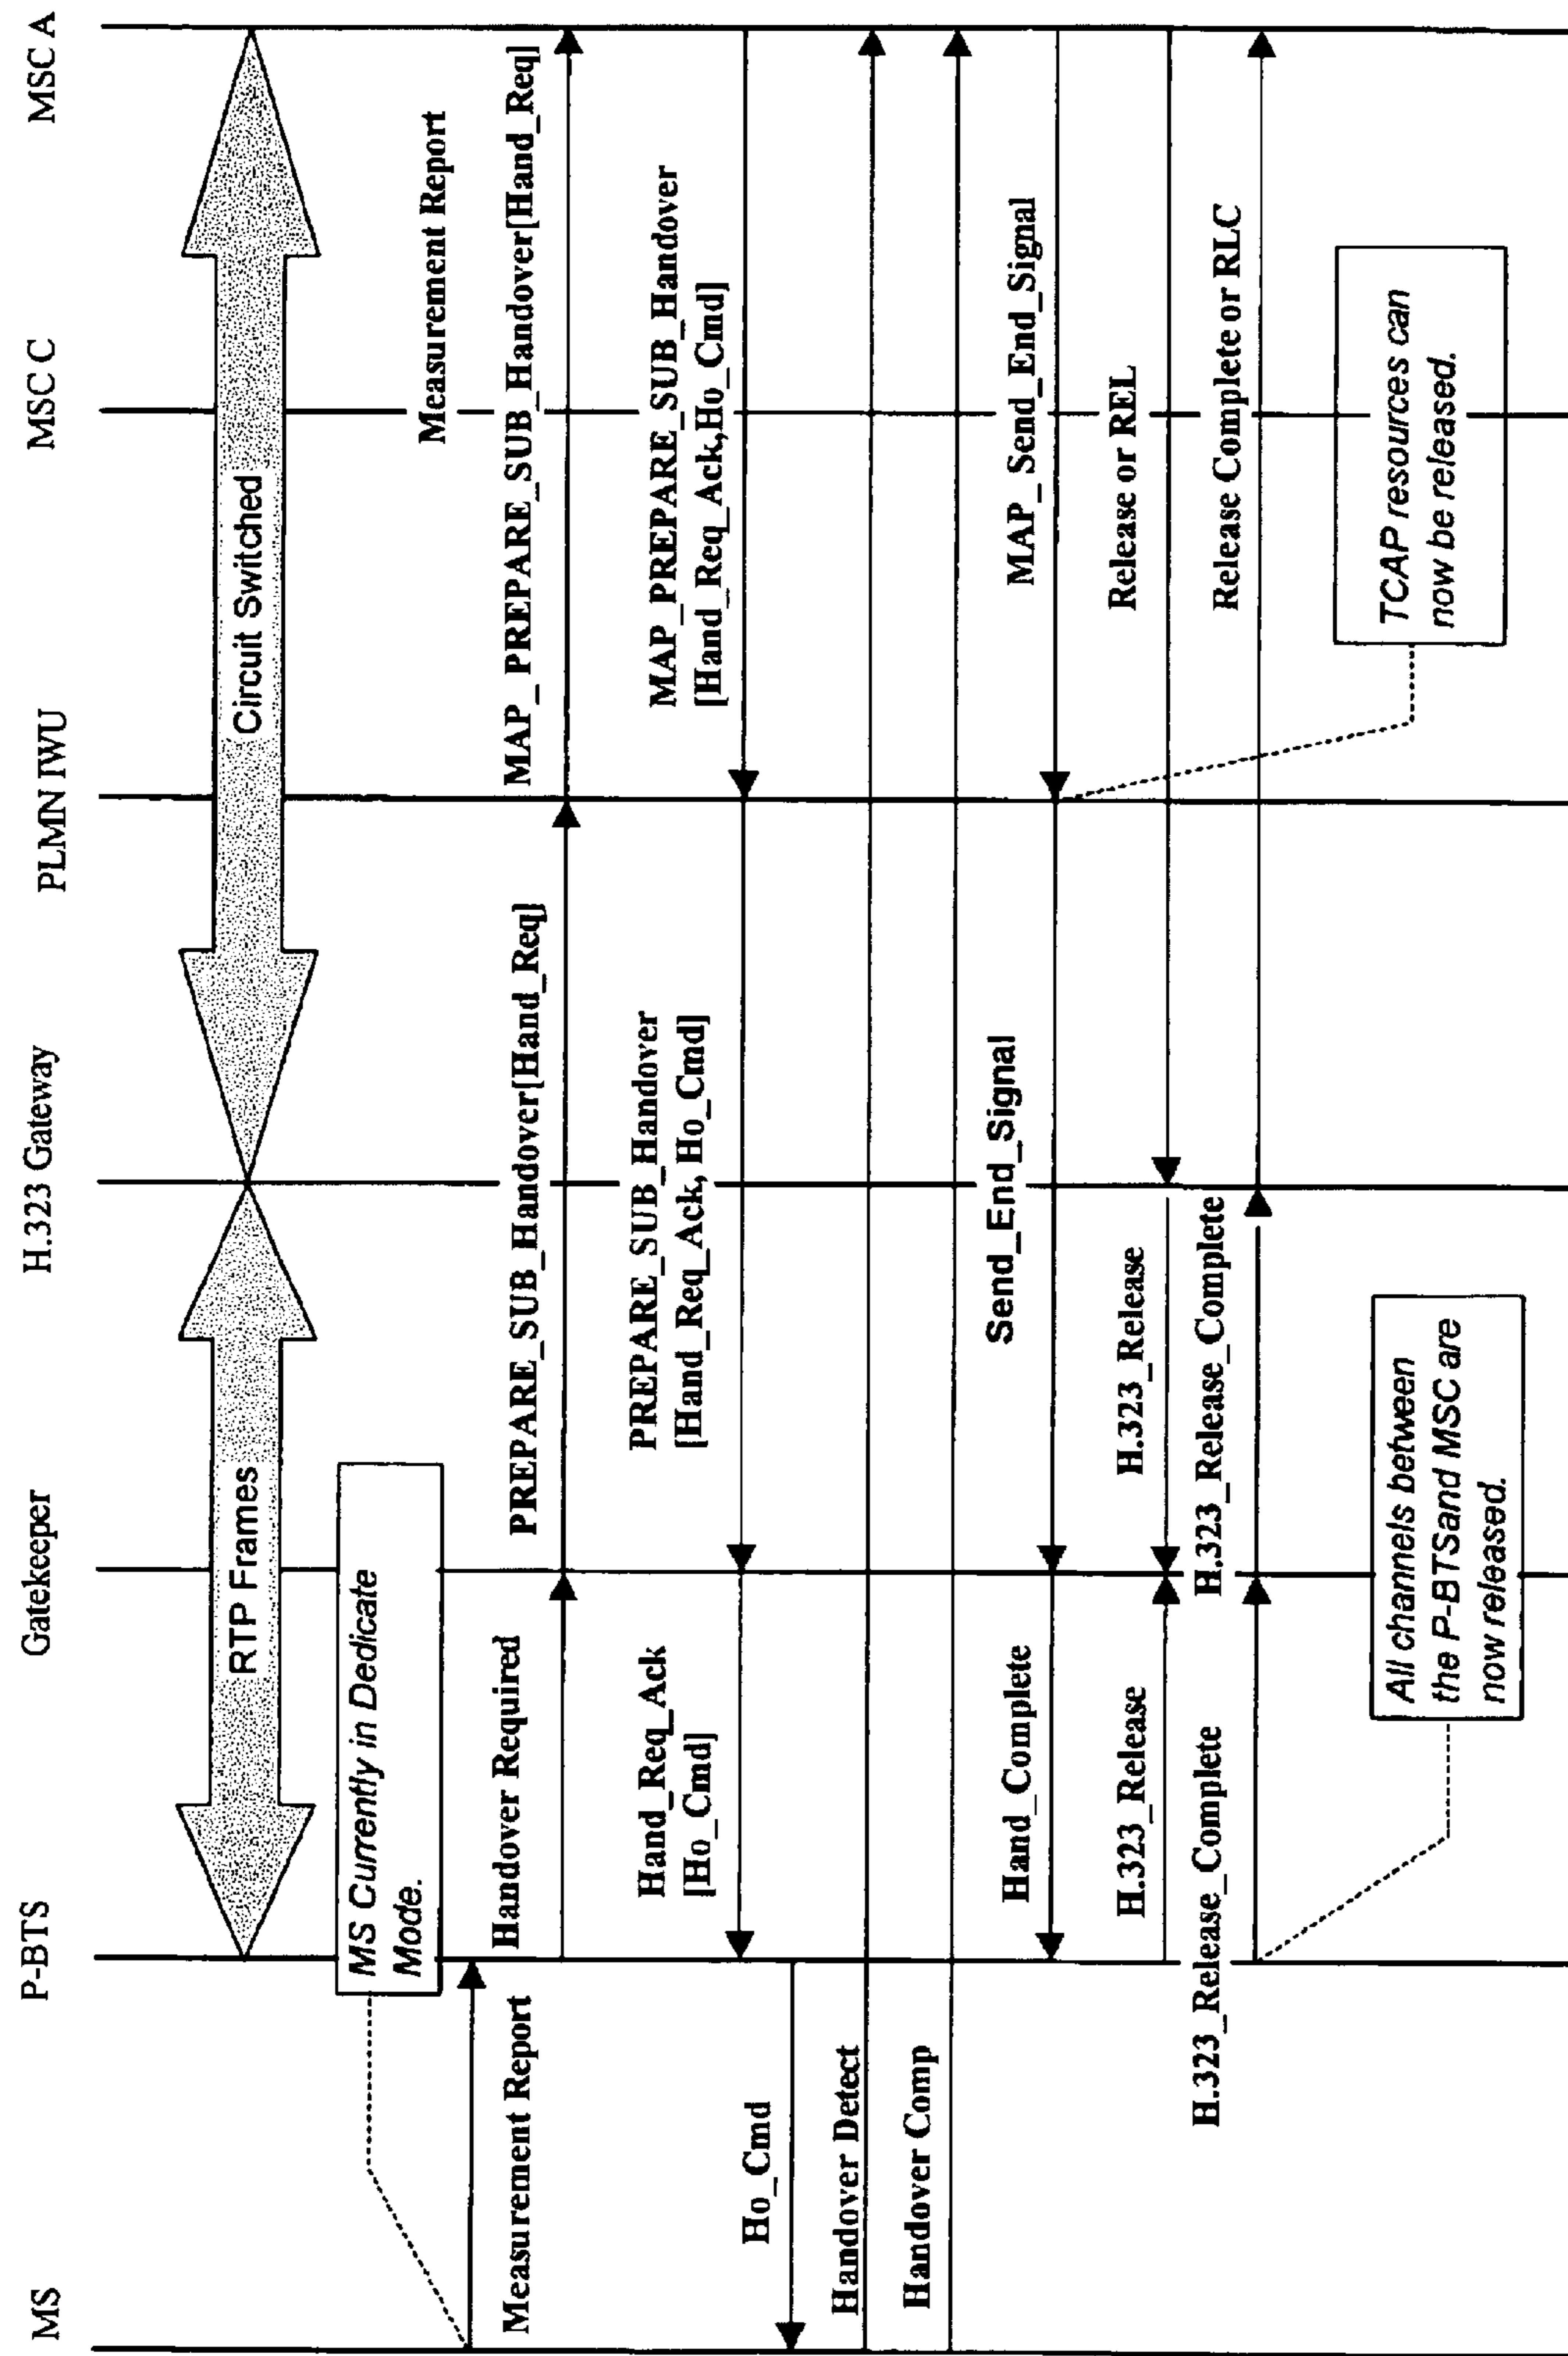 MS
P-BTS
Gatekeeper
H.323 Gateway
PLMN IWU
MSC C
MSC A
RTP Frames
Circuit Switched
MS Currently in Dedicate
Mode.
Measurement Report
Measurement Report
Handover Required
PREPARE_SUB_Handover[Hand_Req]
MAP_PREPARE_SUB_Handover[Hand_Req]
Hand_Req_Ack
[Ho_Cmd]
PREPARE_SUB_Handover
[Hand_Req_Ack, Ho_Cmd]
MAP_PREPARE_SUB_Handover
[Hand_Req_Ack,Ho_Cmd]
Ho_Cmd
Handover Detect
Handover Comp
Hand_Complete
Send_End_Signal
MAP_Send_End_Signal
H.323_Release
H.323_Release
Release or REL
H.323_Release_Complete
H.323_Release_Complete
Release Complete or RLC
All channels between
the P-BTSand MSC are
now released.
TCAP resources can
now be released.